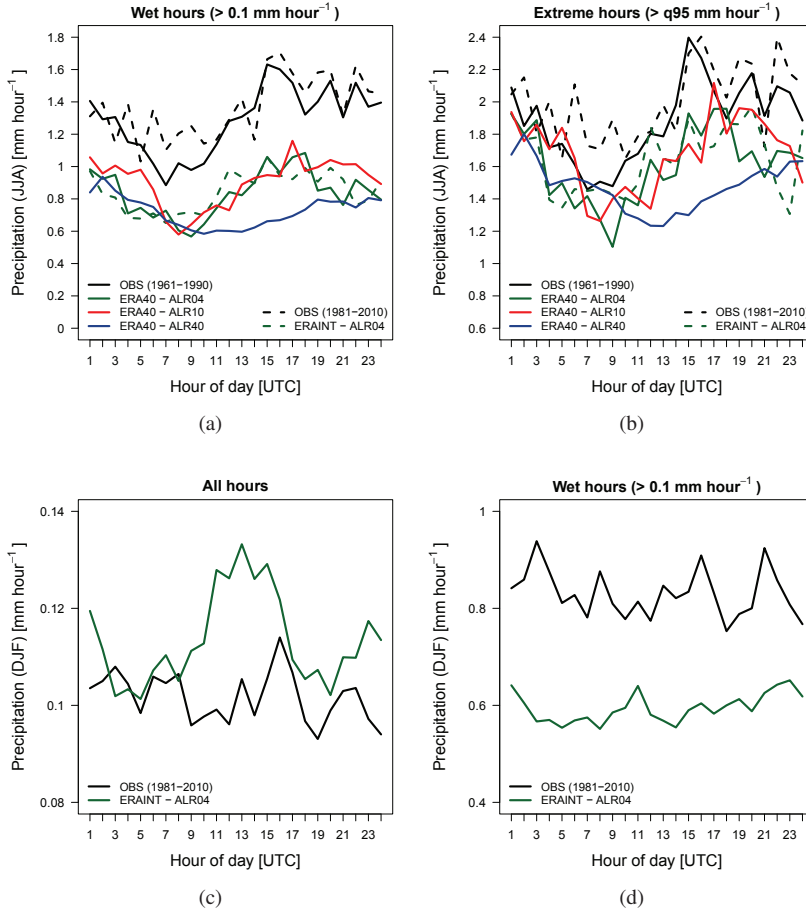 Wet hours (> 0.1 mm hour⁻¹ )
Precipitation (JJA) [mm hour⁻¹ ]
1.8
1.6
1.4
1.2
1
0.8
0.6
0.4
0.2
0
OBS (1961−1990)
ERA40 − ALR04
ERA40 − ALR10
ERA40 − ALR40
OBS (1981−2010)
ERAINT − ALR04
1 3 5 7 9 11 13 15 17 19 21 23
Hour of day [UTC]
(a)
Extreme hours (> q95 mm hour⁻¹ )
Precipitation (JJA) [mm hour⁻¹ ]
2.4
2.2
2
1.8
1.6
1.4
1.2
1
0.8
0.6
OBS (1961−1990)
ERA40 − ALR04
ERA40 − ALR10
ERA40 − ALR40
OBS (1981−2010
ERAINT − ALR04
1 3 5 7 9 11 13 15 17 19 21 23
Hour of day [UTC]
(b)
All hours
Precipitation (DJF) [mm hour⁻¹ ]
0.14
0.12
0.1
0.08
OBS (1981−2010)
ERAINT − ALR04
1 3 5 7 9 11 13 15 17 19 21 23
Hour of day [UTC]
(c)
Wet hours (> 0.1 mm hour⁻¹ )
Precipitation (DJF) [mm hour⁻¹ ]
1
0.8
0.6
0.4
OBS (1981−2010)
ERAINT − ALR04
1 3 5 7 9 11 13 15 17 19 21 23
Hour of day [UTC]
(d)